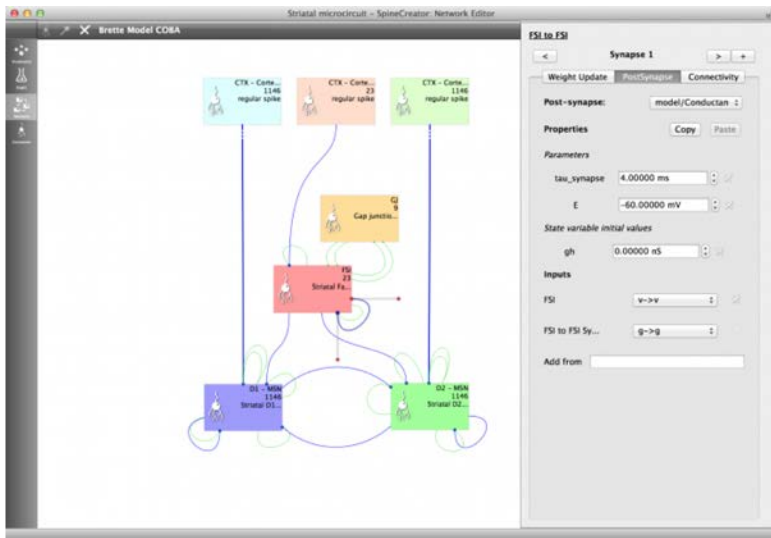 Striatal microcircuit - SpineCreator: Network Editor
Brette Model COBA
CTX - Corte...
1146
regular spike
CTX - Corte...
23
regular spike
CTX - Corte...
1146
regular spike
GJ
9
Gap junctio...
FSI
23
Striatal Fa...
D1 - MSN
1146
Striatal D1...
D2 - MSN
1146
Striatal D2...
FSI to FSI
< Synapse 1 > +
Weight Update PostSynapse Connectivity
Post-synapse: model/Conductan
Properties Copy Paste
Parameters
tau_synapse 4.00000 ms
E -60.00000 mV
State variable initial values
gh 0.00000 nS
Inputs
FSI v->v
FSI to FSI Sy... g->g
Add from